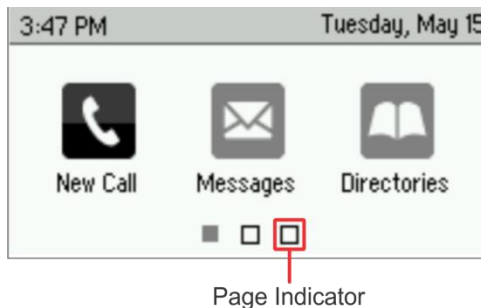 3:47 PM Tuesday, May 15
New Call Messages Directories
Page Indicator